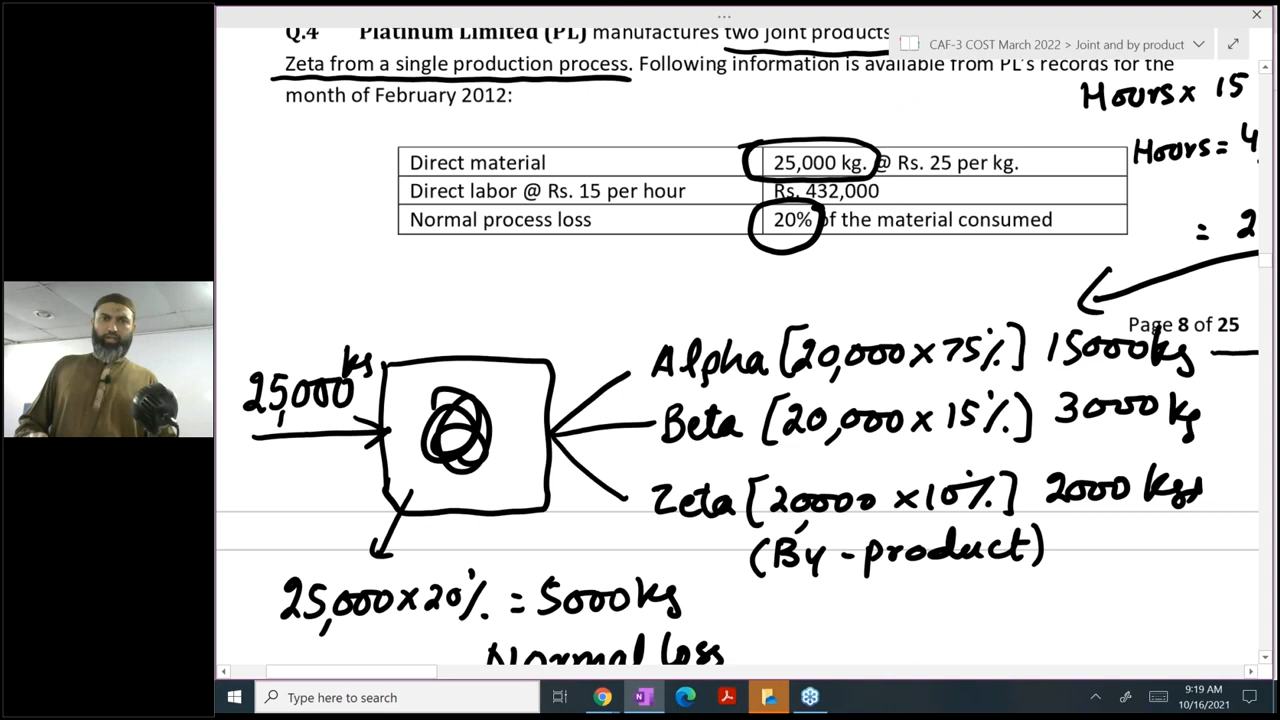 Q.4 Platinum Limited (PL) manufactures two joint products
CAF-3 COST March 2022 > Joint and by product
Zeta from a single production process. Following information is available from PL's records for the
month of February 2012:
Hours x 15
Hours = 4
= 2
Direct material 25,000 kg. @ Rs. 25 per kg.
Direct labor @ Rs. 15 per hour Rs. 432,000
Normal process loss 20% of the material consumed
Page 8 of 25
25,000 kgs
Alpha [20,000 x 75%] 15000 kg
Beta [20,000 x 15%] 3000 kg
Zeta [20,000 x 10%] 2000 kgs
(By-product)
25,000 x 20% = 5000 kg
Normal loss
Type here to search
9:19 AM
10/16/2021